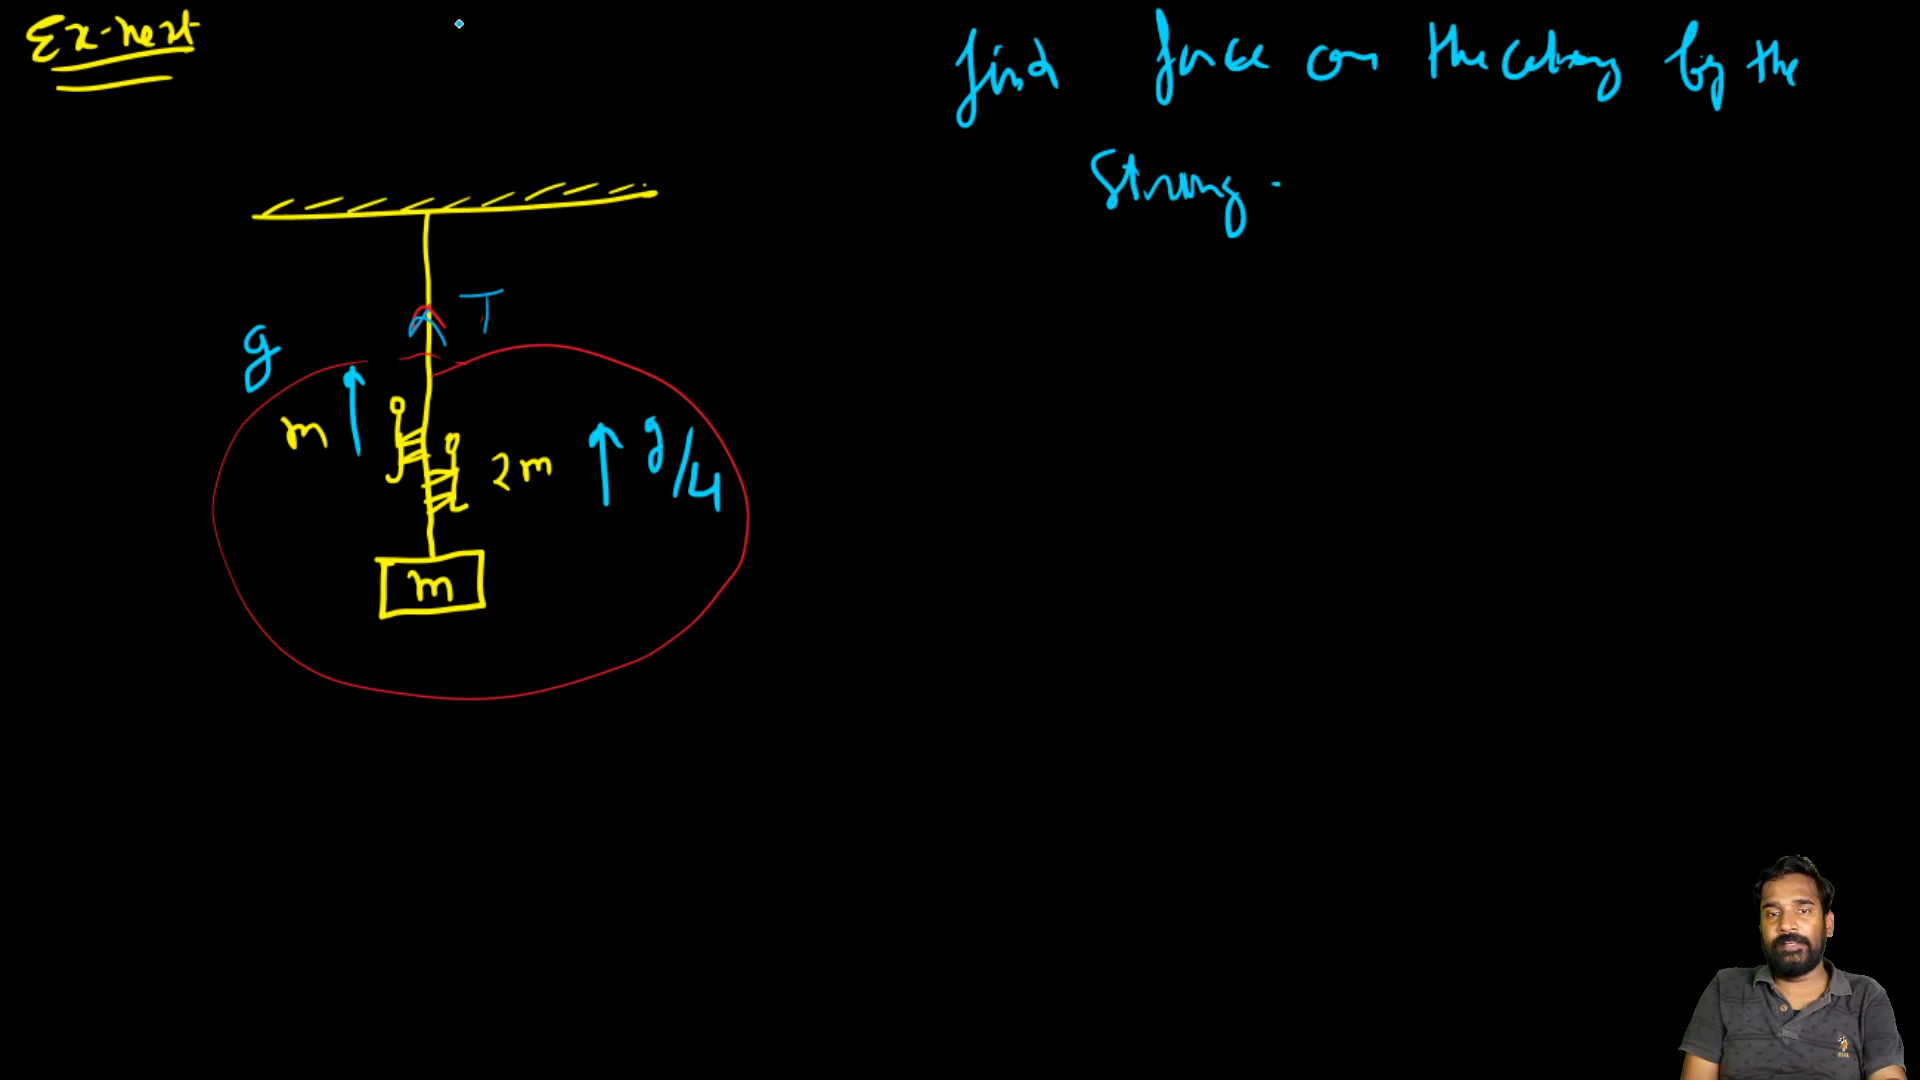 Ex-next
find force on the ceiling by the
string.
T
g
m
2m
g/4
m